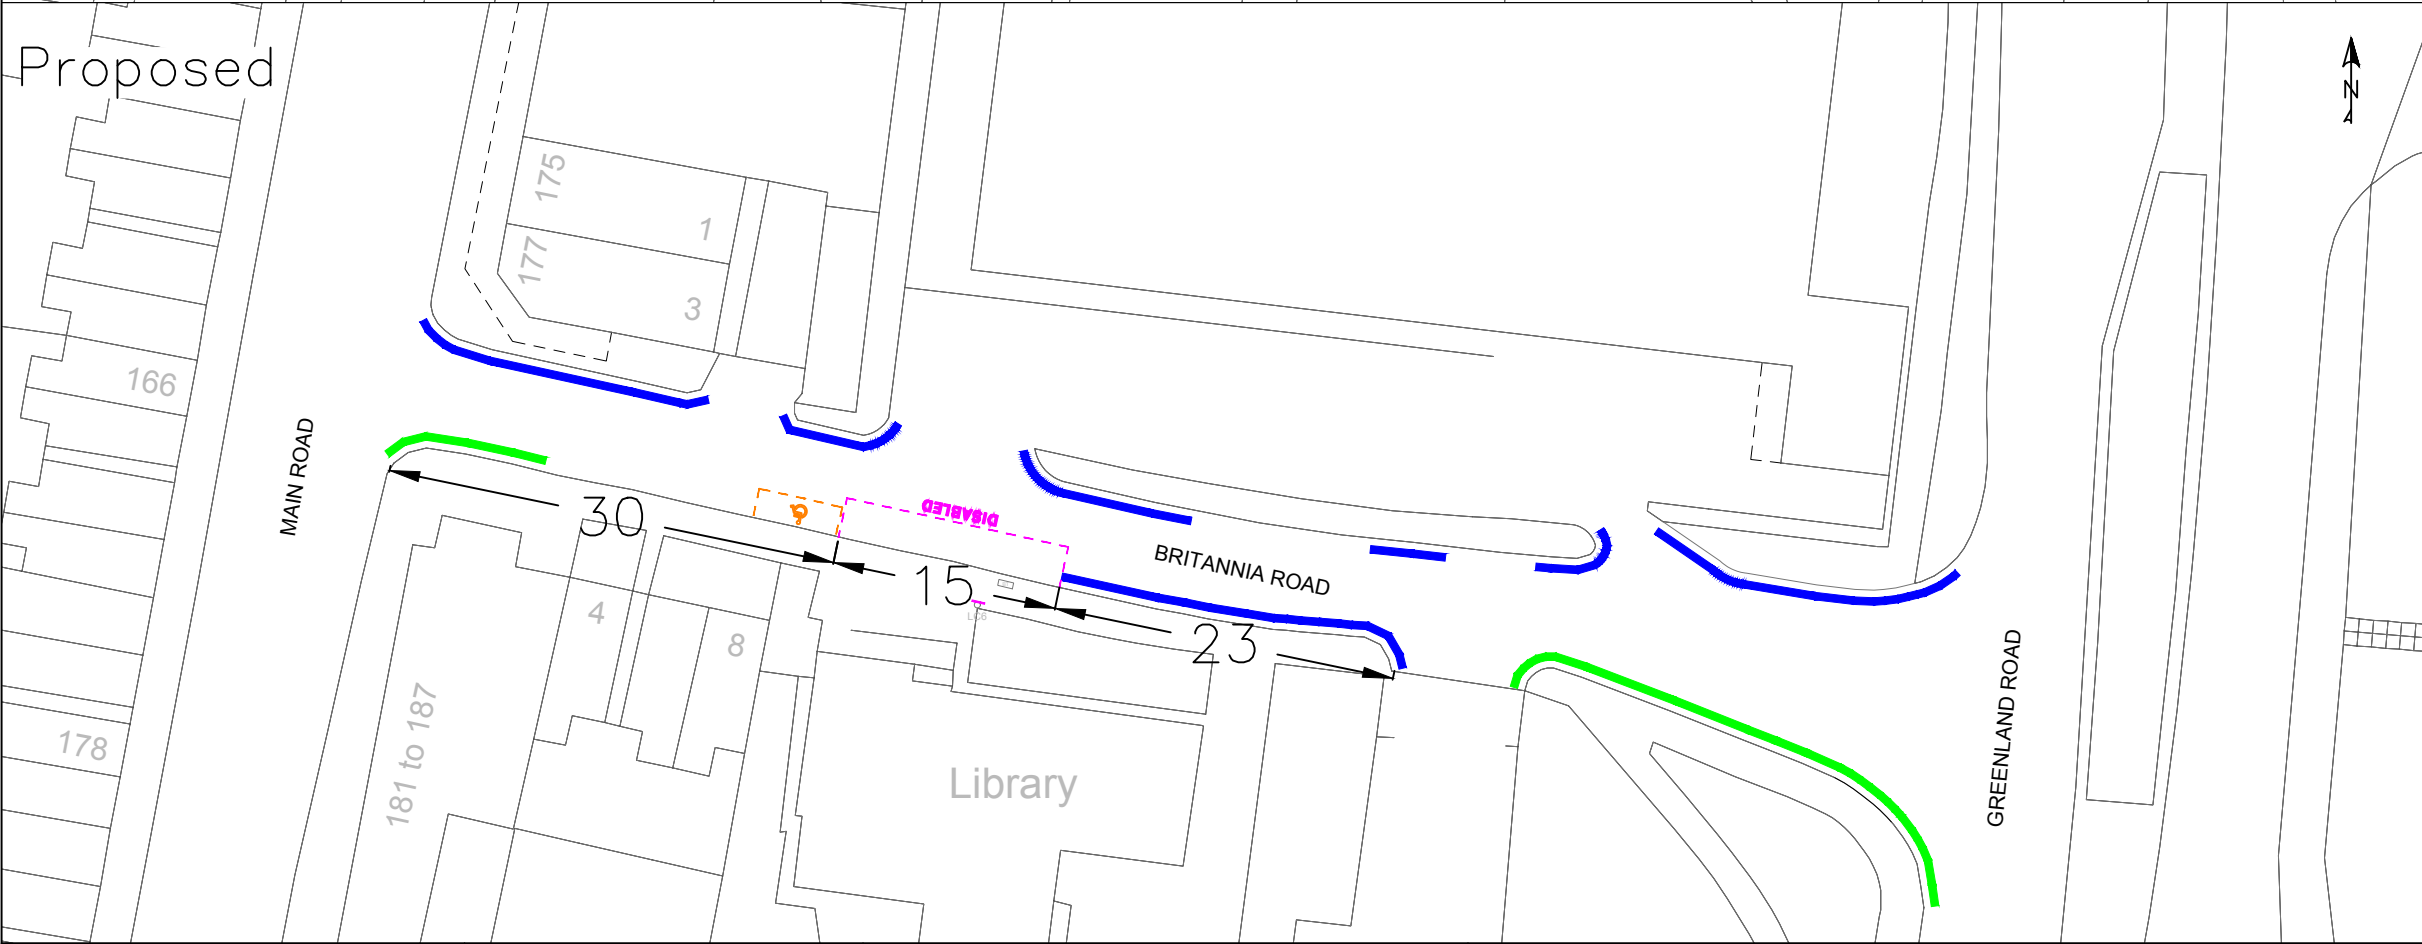 Proposed
N
175
1
177
3
166
MAIN ROAD
30
DISABLED
15
BRITANNIA ROAD
LC6
4
8
23
GREENLAND ROAD
181 to 187
178
Library